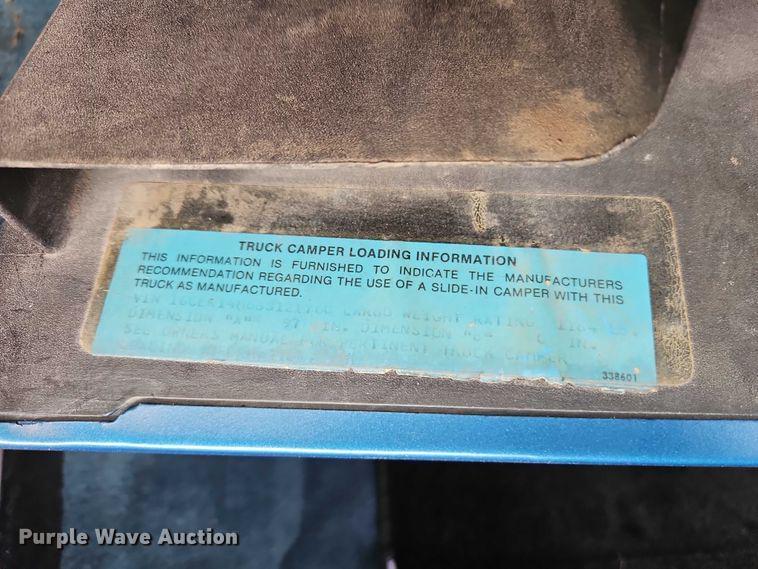 TRUCK CAMPER LOADING INFORMATION
THIS INFORMATION IS FURNISHED TO INDICATE THE MANUFACTURERS
RECOMMENDATION REGARDING THE USE OF A SLIDE-IN CAMPER WITH THIS
TRUCK AS MANUFACTURED.
VIN CARGO WEIGHT RATING 1184
DIMENSION "A" IN. DIMENSION IN.
SEE OWNERS MANUAL FOR PERTINENT TRUCK CAMPER
338601
Purple Wave Auction